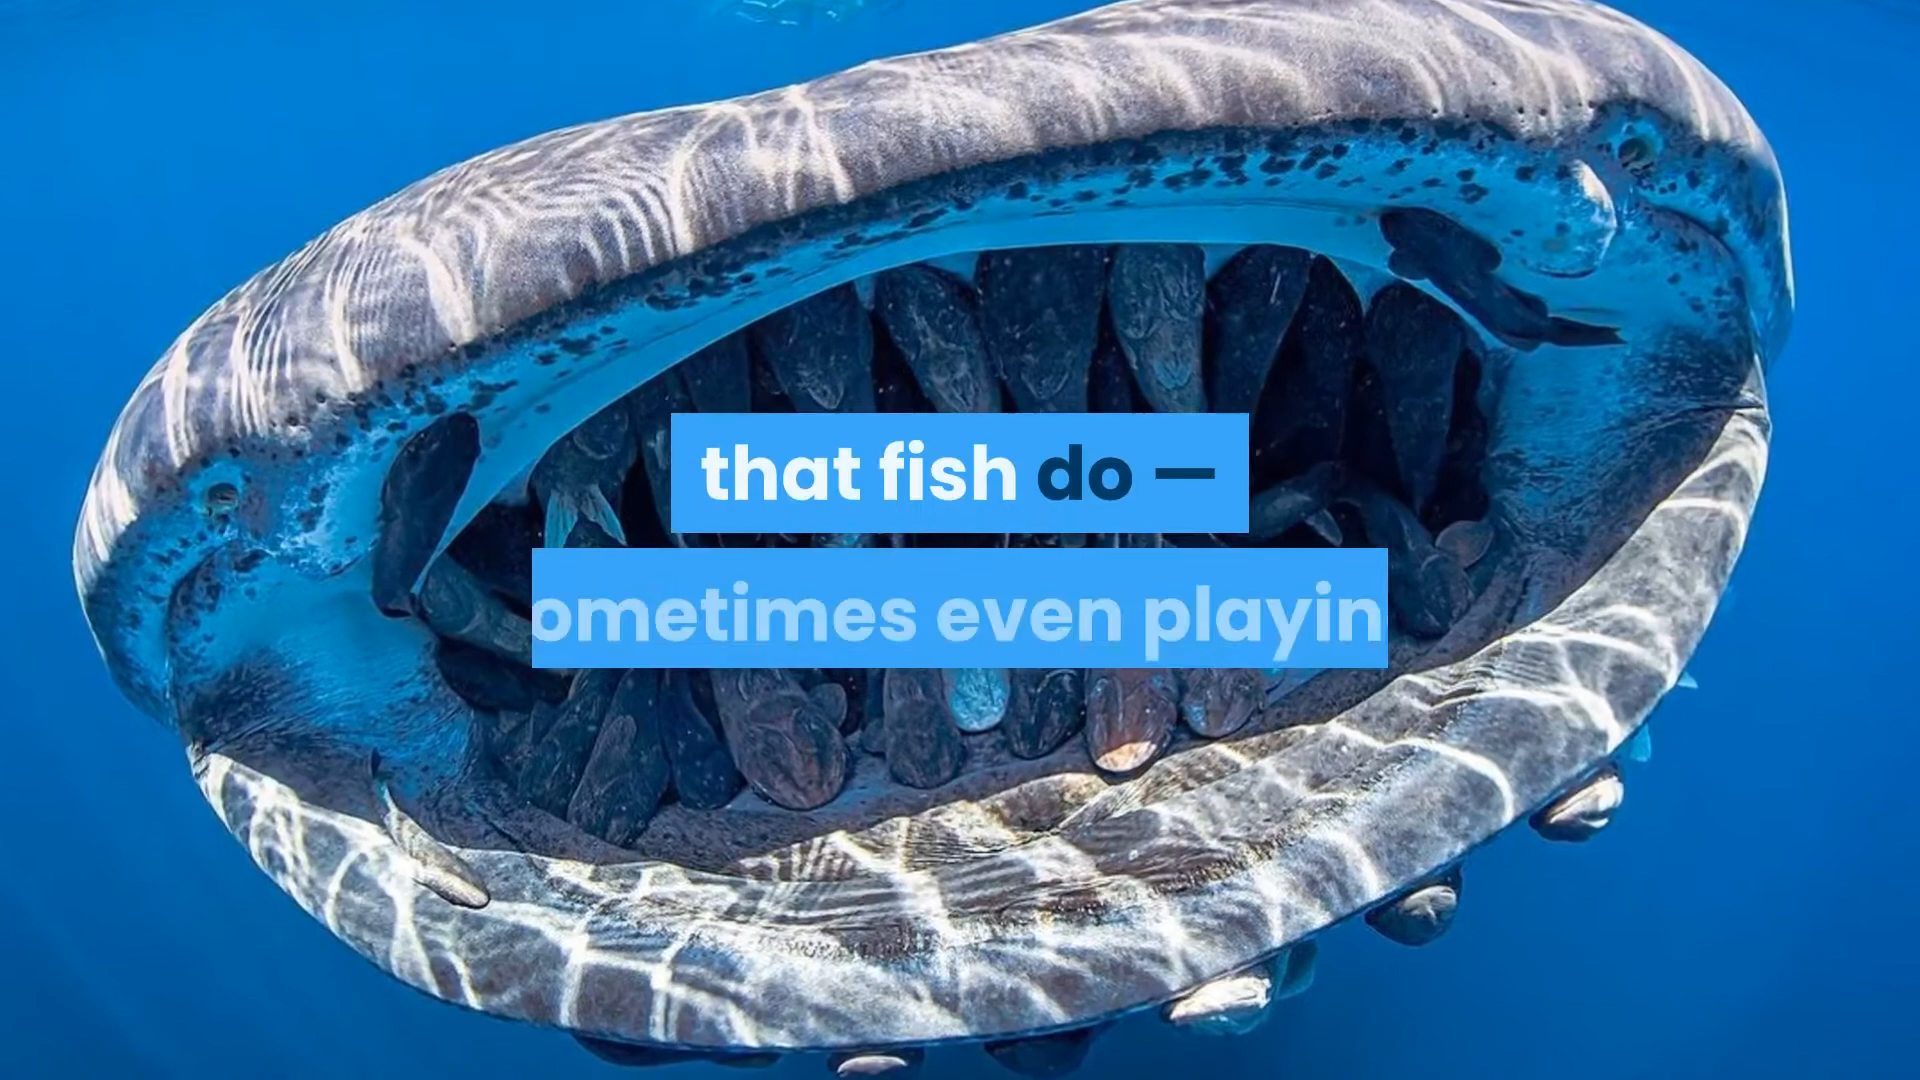 that fish do —
ometimes even playin